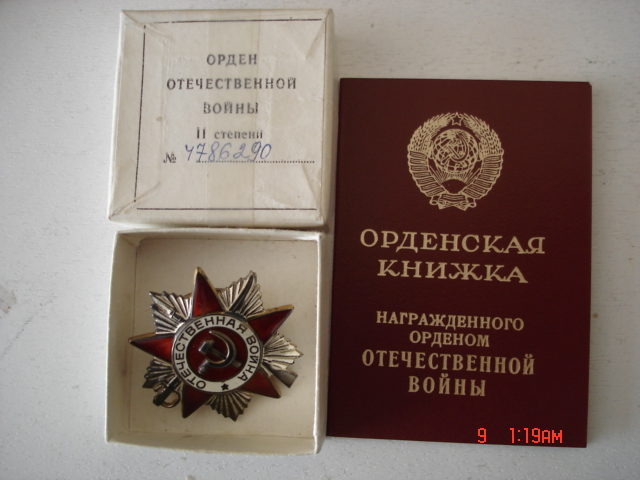 ОРДЕН
ОТЕЧЕСТВЕННОЙ
ВОЙНЫ
II степени
№ 4786290
ОТЕЧЕСТВЕННАЯ ВОЙНА
ОРДЕНСКАЯ
КНИЖКА
НАГРАЖДЕННОГО
ОРДЕНОМ
ОТЕЧЕСТВЕННОЙ
ВОЙНЫ
9 1:19AM